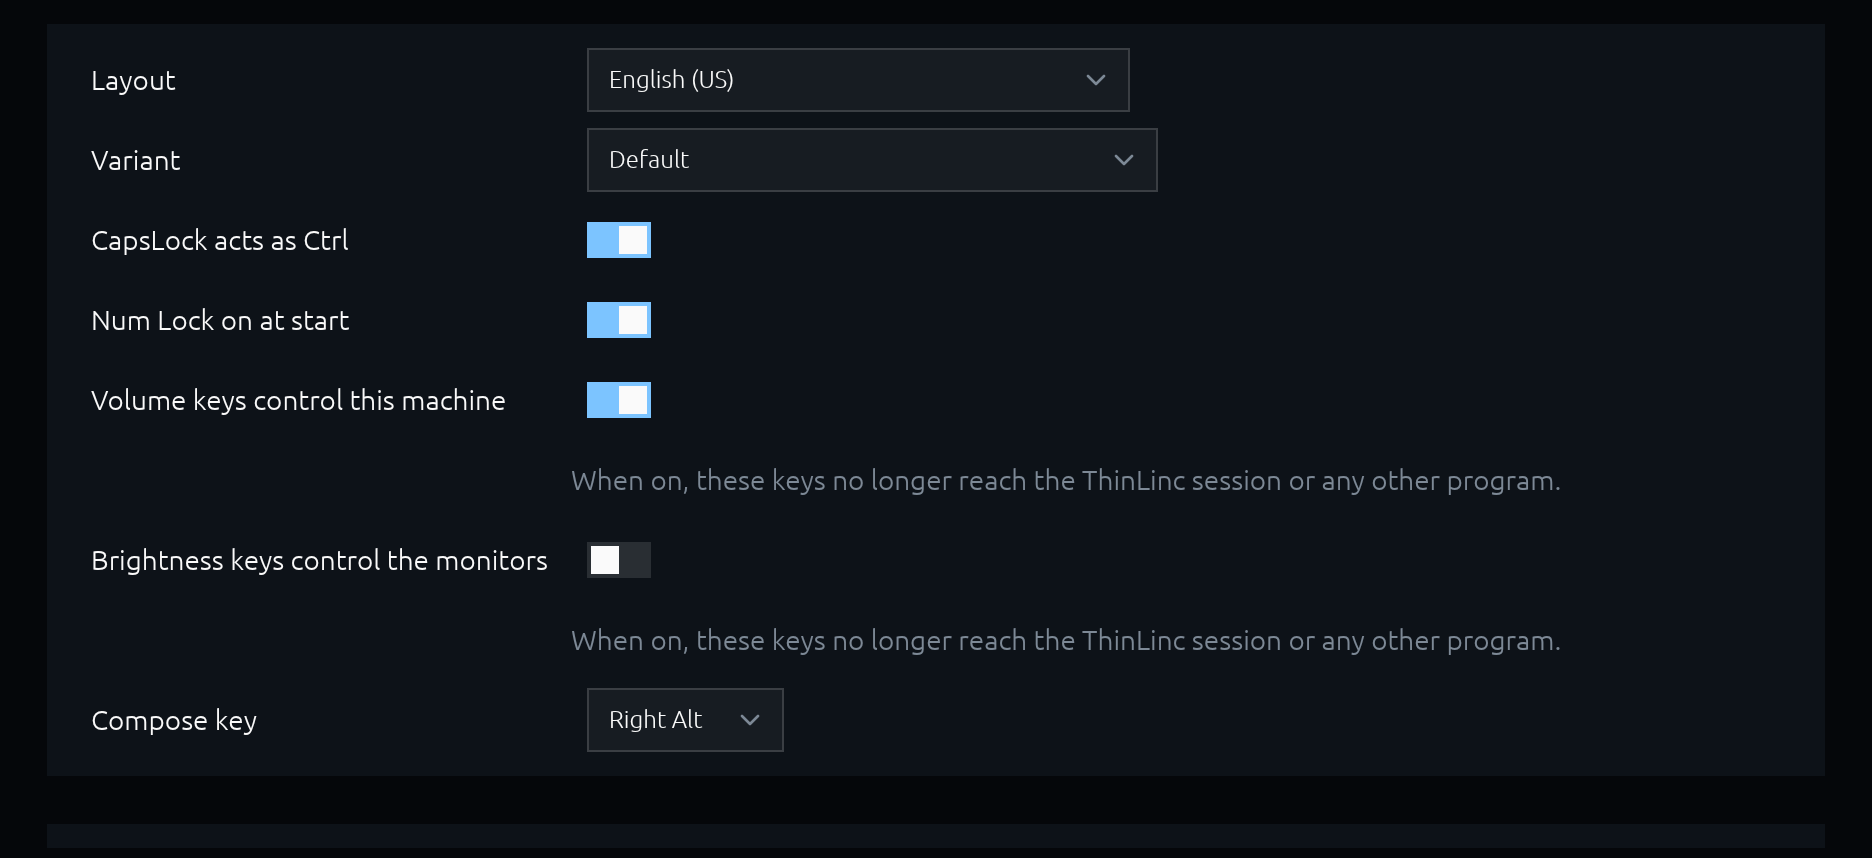 Layout English (US)
Variant Default
CapsLock acts as Ctrl
Num Lock on at start
Volume keys control this machine
When on, these keys no longer reach the ThinLinc session or any other program.
Brightness keys control the monitors
When on, these keys no longer reach the ThinLinc session or any other program.
Compose key Right Alt